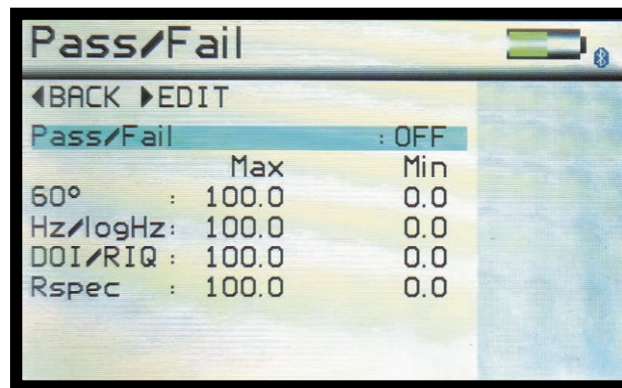 Pass/Fail
◀BACK ▶EDIT
Pass/Fail : OFF
Max Min
60° : 100.0 0.0
Hz/logHz: 100.0 0.0
DOI/RIQ : 100.0 0.0
Rspec : 100.0 0.0